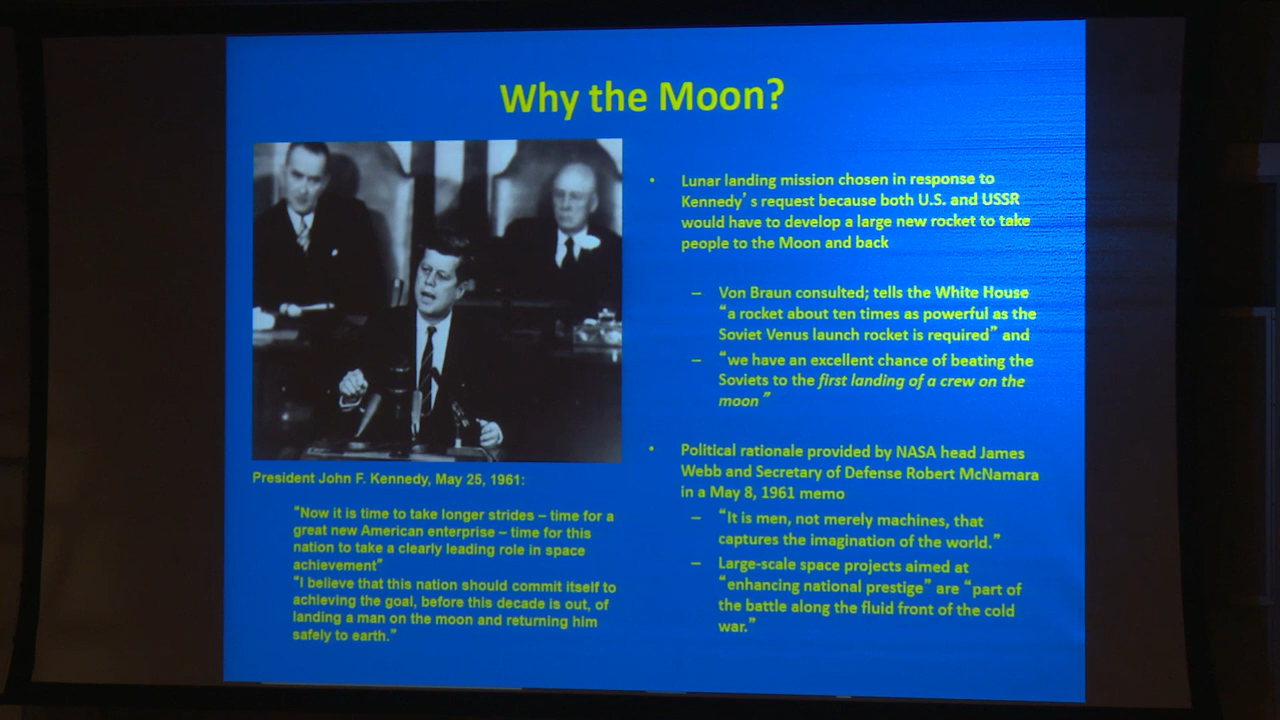 Why the Moon?
President John F. Kennedy, May 25, 1961:
"Now it is time to take longer strides – time for a
great new American enterprise – time for this
nation to take a clearly leading role in space
achievement"
"I believe that this nation should commit itself to
achieving the goal, before this decade is out, of
landing a man on the moon and returning him
safely to earth."
• Lunar landing mission chosen in response to
Kennedy' s request because both U.S. and USSR
would have to develop a large new rocket to take
people to the Moon and back
– Von Braun consulted; tells the White House
"a rocket about ten times as powerful as the
Soviet Venus launch rocket is required" and
– "we have an excellent chance of beating the
Soviets to the first landing of a crew on the
moon "
• Political rationale provided by NASA head James
Webb and Secretary of Defense Robert McNamara
in a May 8, 1961 memo
– "It is men, not merely machines, that
captures the imagination of the world."
– Large-scale space projects aimed at
"enhancing national prestige" are "part of
the battle along the fluid front of the cold
war."